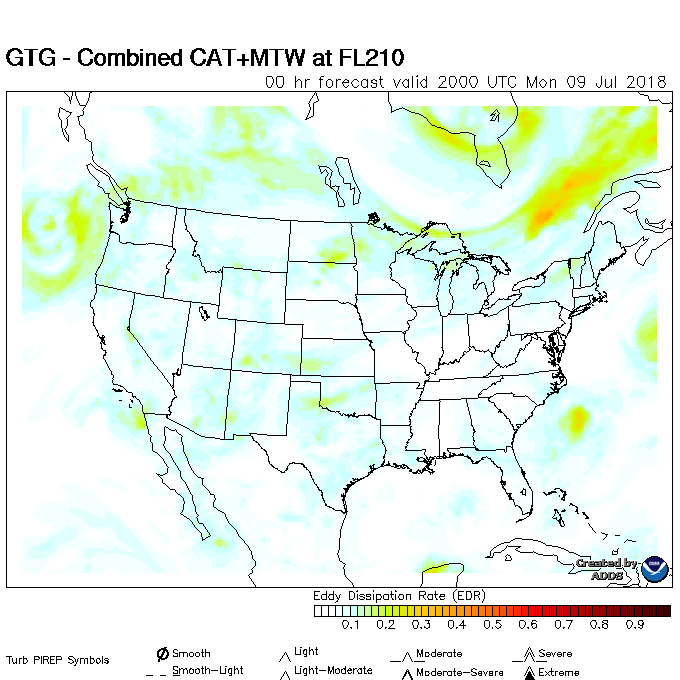 GTG - Combined CAT+MTW at FL210
00 hr forecast valid 2000 UTC Mon 09 Jul 2018
Created by
ADDS
Eddy Dissipation Rate (EDR)
0.1 0.2 0.3 0.4 0.5 0.6 0.7 0.8 0.9
Turb PIREP Symbols
Smooth Light Moderate Severe
Smooth-Light Light-Moderate Moderate-Severe Extreme